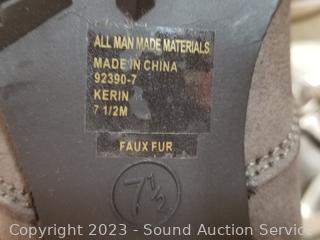 ALL MAN MADE MATERIALS
MADE IN CHINA
92390-7
KERIN
7 1/2M
FAUX FUR
7½
Copyright 2023 - Sound Auction Service